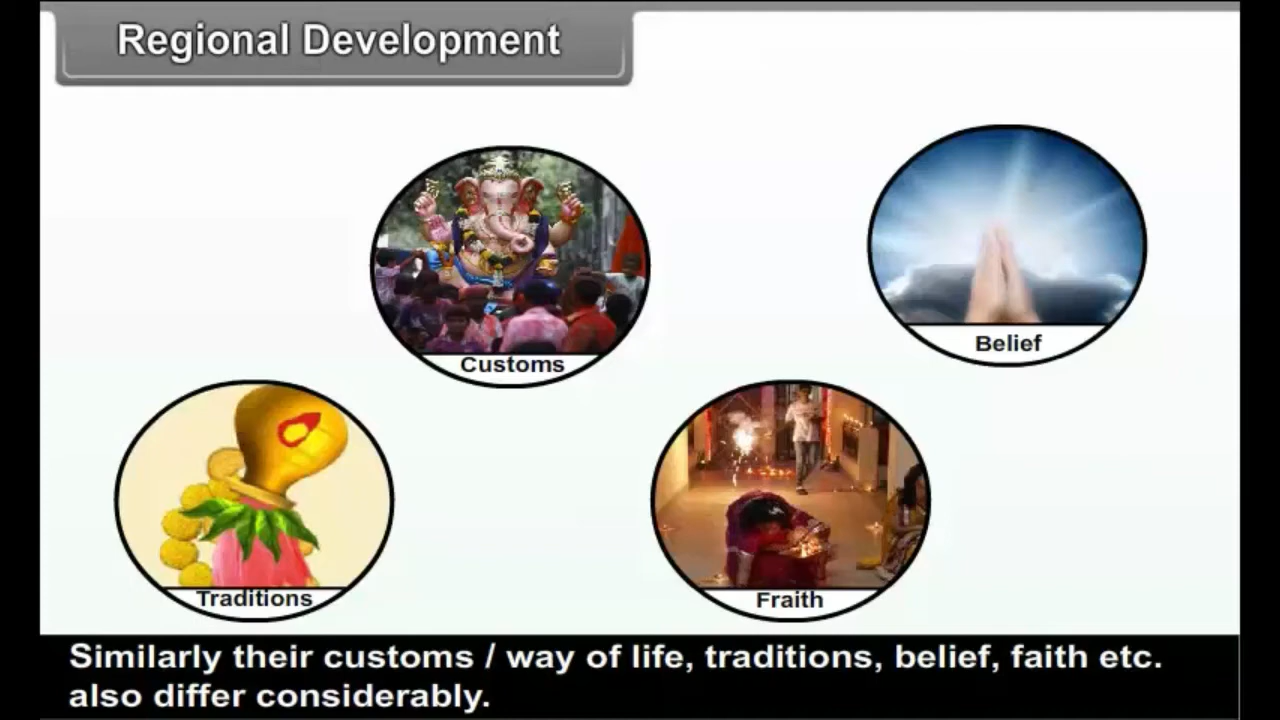 Regional Development
Customs
Belief
Traditions
Fraith
Similarly their customs / way of life, traditions, belief, faith etc.
also differ considerably.